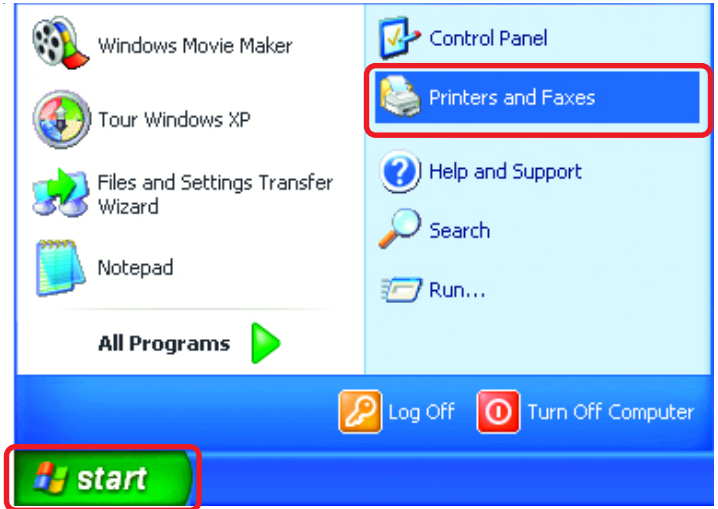 Windows Movie Maker
Tour Windows XP
Files and Settings Transfer
Wizard
Notepad
All Programs
Control Panel
Printers and Faxes
Help and Support
Search
Run...
Log Off
Turn Off Computer
start